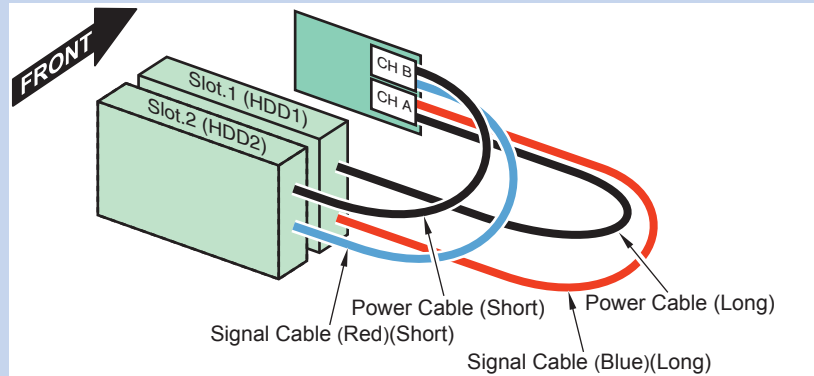 FRONT
Slot.1 (HDD1)
Slot.2 (HDD2)
CH B
CH A
Power Cable (Short)
Power Cable (Long)
Signal Cable (Red)(Short)
Signal Cable (Blue)(Long)